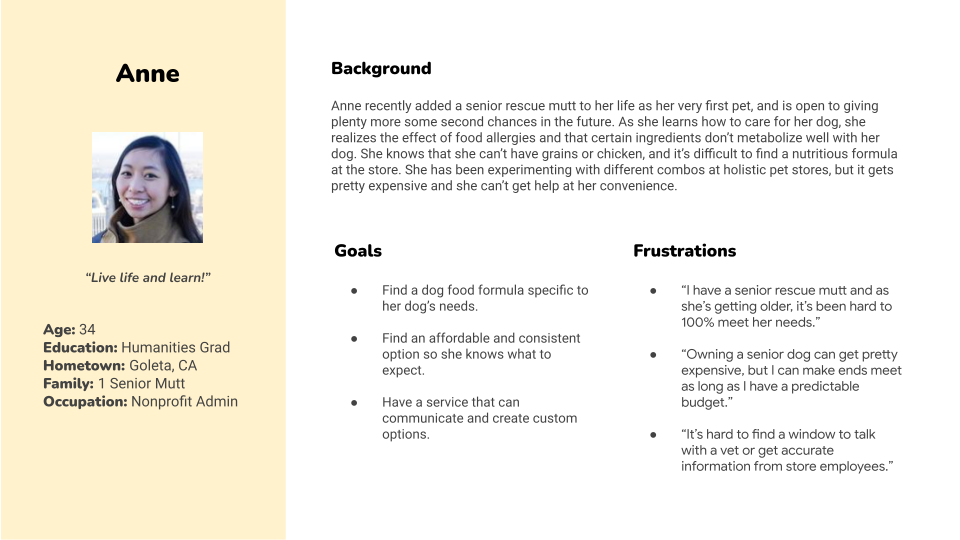 Anne
“Live life and learn!”
Age: 34
Education: Humanities Grad
Hometown: Goleta, CA
Family: 1 Senior Mutt
Occupation: Nonprofit Admin
Background
Anne recently added a senior rescue mutt to her life as her very first pet, and is open to giving
plenty more some second chances in the future. As she learns how to care for her dog, she
realizes the effect of food allergies and that certain ingredients don’t metabolize well with her
dog. She knows that she can’t have grains or chicken, and it’s difficult to find a nutritious formula
at the store. She has been experimenting with different combos at holistic pet stores, but it gets
pretty expensive and she can’t get help at her convenience.
Goals
● Find a dog food formula specific to
her dog’s needs.
● Find an affordable and consistent
option so she knows what to
expect.
● Have a service that can
communicate and create custom
options.
Frustrations
● “I have a senior rescue mutt and as
she’s getting older, it’s been hard to
100% meet her needs.”
● “Owning a senior dog can get pretty
expensive, but I can make ends meet
as long as I have a predictable
budget.”
● “It’s hard to find a window to talk
with a vet or get accurate
information from store employees.”